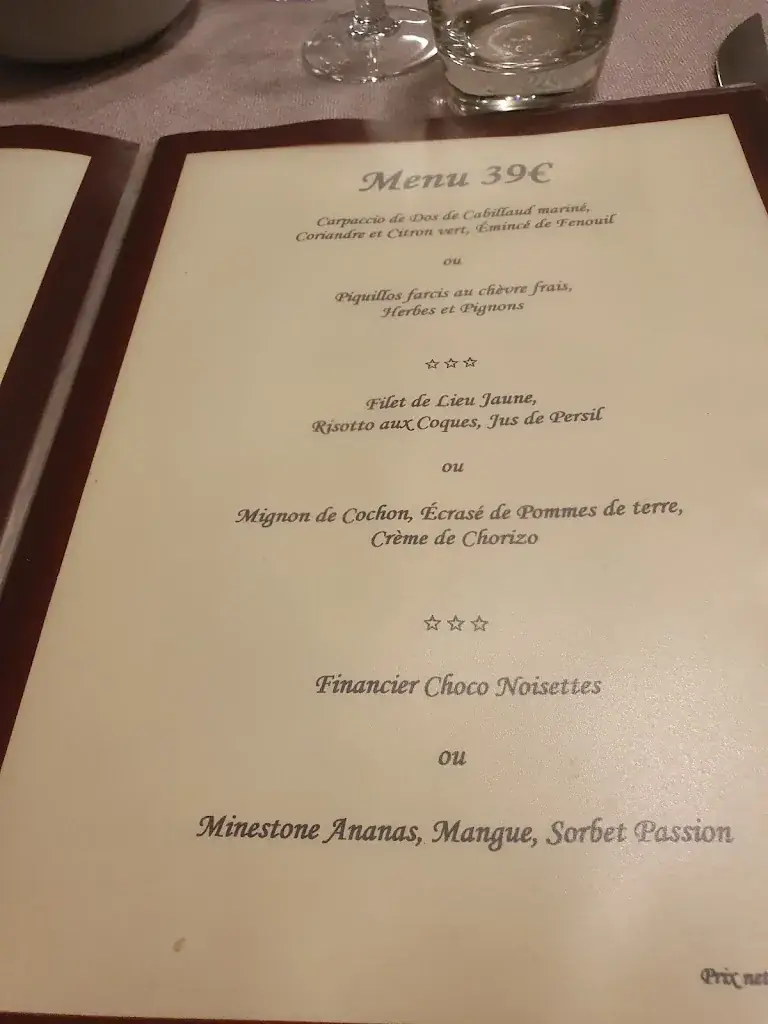 Menu 39€
Carpaccio de Dos de Cabillaud mariné,
Coriandre et Citron vert, Émincé de Fenouil
ou
Piquillos farcis au chèvre frais,
Herbes et Pignons
☆☆☆
Filet de Lieu Jaune,
Risotto aux Coques, Jus de Persil
ou
Mignon de Cochon, Écrasé de Pommes de terre,
Crème de Chorizo
☆☆☆
Financier Choco Noisettes
ou
Minestone Ananas, Mangue, Sorbet Passion
Prix net